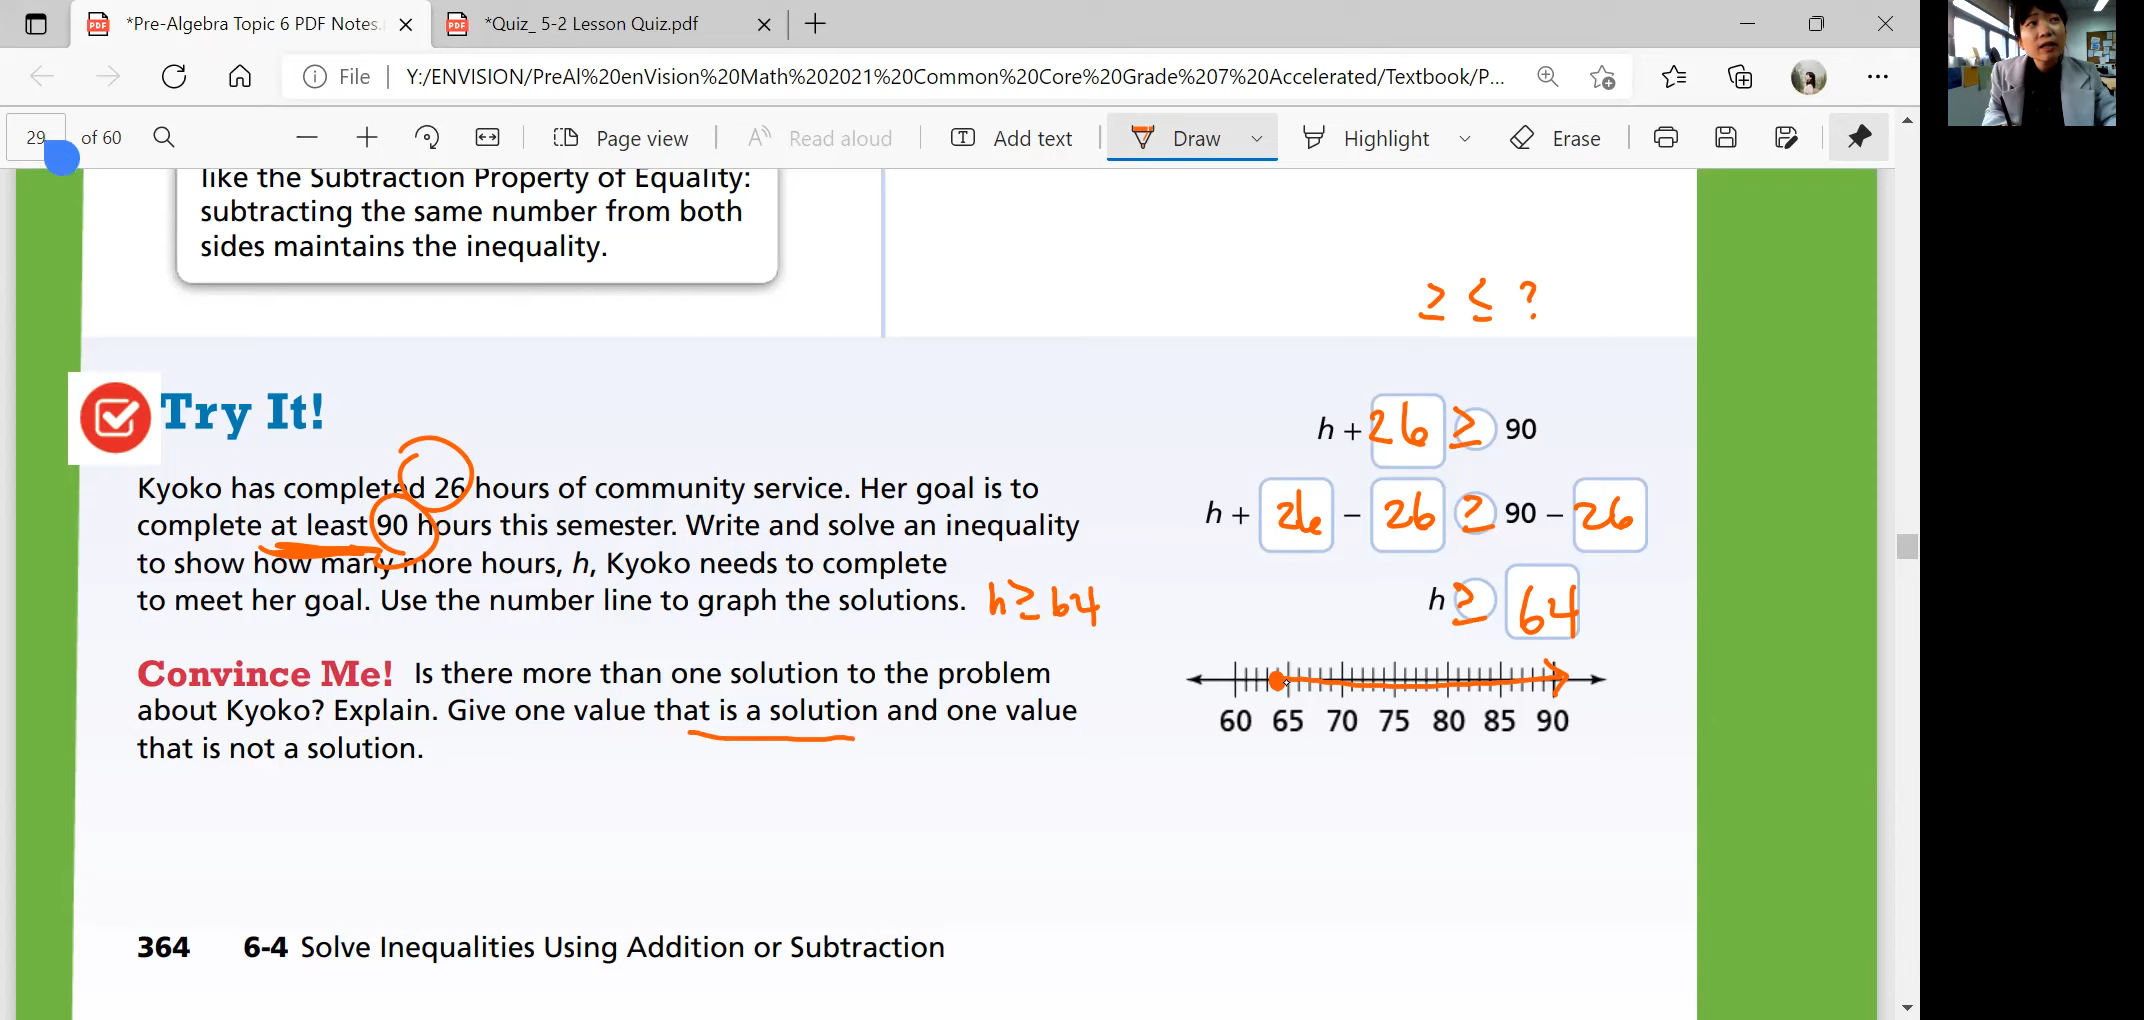 *Pre-Algebra Topic 6 PDF Notes.
*Quiz_ 5-2 Lesson Quiz.pdf
File
Y:/ENVISION/PreAl%20enVision%20Math%202021%20Common%20Core%20Grade%207%20Accelerated/Textbook/P...
29 of 60
Page view
Read aloud
Add text
Draw
Highlight
Erase
like the Subtraction Property of Equality:
subtracting the same number from both
sides maintains the inequality.
≥ ≤ ?
Try It!
Kyoko has completed 26 hours of community service. Her goal is to
complete at least 90 hours this semester. Write and solve an inequality
to show how many more hours, h, Kyoko needs to complete
to meet her goal. Use the number line to graph the solutions. h ≥ 64
h + 26 ≥ 90
h + 26 − 26 ≥ 90 − 26
h ≥ 64
60 65 70 75 80 85 90
Convince Me! Is there more than one solution to the problem
about Kyoko? Explain. Give one value that is a solution and one value
that is not a solution.
364 6-4 Solve Inequalities Using Addition or Subtraction